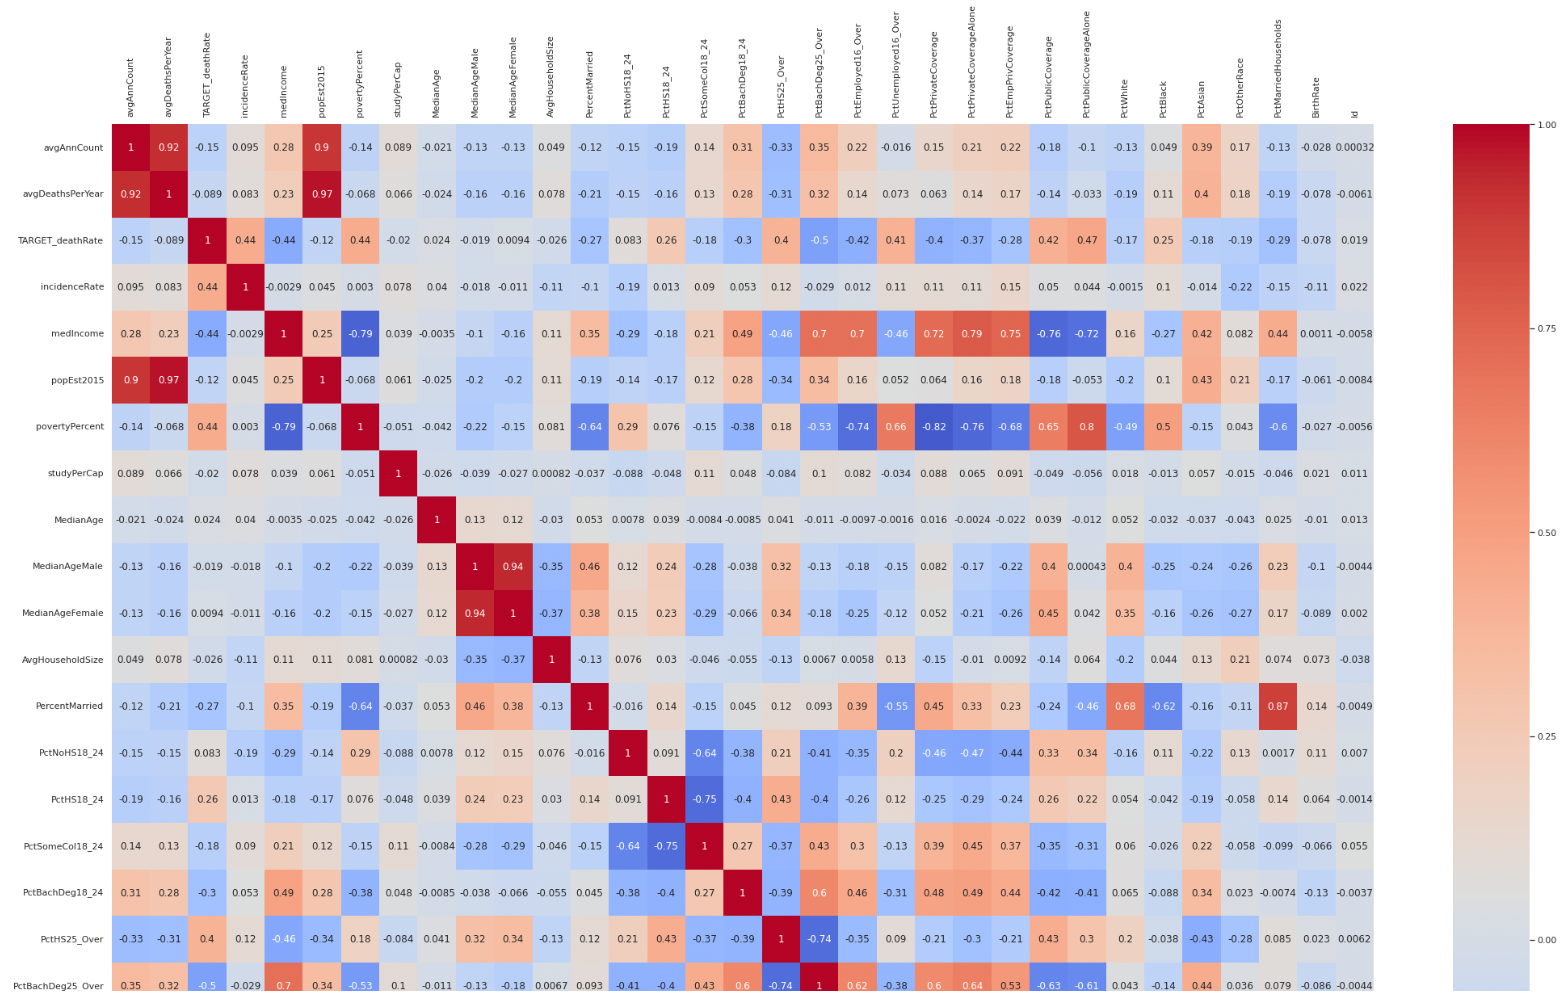 avgAnnCount avgDeathsPerYear TARGET_deathRate incidenceRate medIncome popEst2015 povertyPercent studyPerCap MedianAge MedianAgeMale MedianAgeFemale AvgHouseholdSize PercentMarried PctNoHS18_24 PctHS18_24 PctSomeCol18_24 PctBachDeg18_24 PctHS25_Over PctBachDeg25_Over PctEmployed16_Over PctUnemployed16_Over PctPrivateCoverage PctPrivateCoverageAlone PctEmpPrivCoverage PctPublicCoverage PctPublicCoverageAlone PctWhite PctBlack PctAsian PctOtherRace PctMarriedHouseholds BirthRate Id
avgAnnCount 1 0.92 -0.15 0.095 0.28 0.9 -0.14 0.089 -0.021 -0.13 -0.13 0.049 -0.12 -0.15 -0.19 0.14 0.31 -0.33 0.35 0.22 -0.016 0.15 0.21 0.22 -0.18 -0.1 -0.13 0.049 0.39 0.17 -0.13 -0.028 0.00032 1.00
avgDeathsPerYear 0.92 1 -0.089 0.083 0.23 0.97 -0.068 0.066 -0.024 -0.16 -0.16 0.078 -0.21 -0.15 -0.16 0.13 0.28 -0.31 0.32 0.14 0.073 0.063 0.14 0.17 -0.14 -0.033 -0.19 0.11 0.4 0.18 -0.19 -0.078 -0.0061
TARGET_deathRate -0.15 -0.089 1 0.44 -0.44 -0.12 0.44 -0.02 0.024 -0.019 0.0094 -0.026 -0.27 0.083 0.26 -0.18 -0.3 0.4 -0.5 -0.42 0.41 -0.4 -0.37 -0.28 0.42 0.47 -0.17 0.25 -0.18 -0.19 -0.29 -0.078 0.019
incidenceRate 0.095 0.083 0.44 1 -0.0029 0.045 0.003 0.078 0.04 -0.018 -0.011 -0.11 -0.1 -0.19 0.013 0.09 0.053 0.12 -0.029 0.012 0.11 0.11 0.11 0.15 0.05 0.044 -0.0015 0.1 -0.014 -0.22 -0.15 -0.11 0.022
medIncome 0.28 0.23 -0.44 -0.0029 1 0.25 -0.79 0.039 -0.0035 -0.1 -0.16 0.11 0.35 -0.29 -0.18 0.21 0.49 -0.46 0.7 0.7 -0.46 0.72 0.79 0.75 -0.76 -0.72 0.16 -0.27 0.42 0.082 0.44 0.0011 -0.0058 0.75
popEst2015 0.9 0.97 -0.12 0.045 0.25 1 -0.068 0.061 -0.025 -0.2 -0.2 0.11 -0.19 -0.14 -0.17 0.12 0.28 -0.34 0.34 0.16 0.052 0.064 0.16 0.18 -0.18 -0.053 -0.2 0.1 0.43 0.21 -0.17 -0.061 -0.0084
povertyPercent -0.14 -0.068 0.44 0.003 -0.79 -0.068 1 -0.051 -0.042 -0.22 -0.15 0.081 -0.64 0.29 0.076 -0.15 -0.38 0.18 -0.53 -0.74 0.66 -0.82 -0.76 -0.68 0.65 0.8 -0.49 0.5 -0.15 0.043 -0.6 -0.027 -0.0056
studyPerCap 0.089 0.066 -0.02 0.078 0.039 0.061 -0.051 1 -0.026 -0.039 -0.027 0.00082 -0.037 -0.088 -0.048 0.11 0.048 -0.084 0.1 0.082 -0.034 0.088 0.065 0.091 -0.049 -0.056 0.018 -0.013 0.057 -0.015 -0.046 0.021 0.011
MedianAge -0.021 -0.024 0.024 0.04 -0.0035 -0.025 -0.042 -0.026 1 0.13 0.12 -0.03 0.053 0.0078 0.039 -0.0084 -0.0085 0.041 -0.011 -0.0097 -0.0016 0.016 -0.0024 -0.022 0.039 -0.012 0.052 -0.032 -0.037 -0.043 0.025 -0.01 0.013
0.50
MedianAgeMale -0.13 -0.16 -0.019 -0.018 -0.1 -0.2 -0.22 -0.039 0.13 1 0.94 -0.35 0.46 0.12 0.24 -0.28 -0.038 0.32 -0.13 -0.18 -0.15 0.082 -0.17 -0.22 0.4 0.00043 0.4 -0.25 -0.24 -0.26 0.23 -0.1 -0.0044
MedianAgeFemale -0.13 -0.16 0.0094 -0.011 -0.16 -0.2 -0.15 -0.027 0.12 0.94 1 -0.37 0.38 0.15 0.23 -0.29 -0.066 0.34 -0.18 -0.25 -0.12 0.052 -0.21 -0.26 0.45 0.042 0.35 -0.16 -0.26 -0.27 0.17 -0.089 0.002
AvgHouseholdSize 0.049 0.078 -0.026 -0.11 0.11 0.11 0.081 0.00082 -0.03 -0.35 -0.37 1 -0.13 0.076 0.03 -0.046 -0.055 -0.13 0.0067 0.0058 0.13 -0.15 -0.01 0.0092 -0.14 0.064 -0.2 0.044 0.13 0.21 0.074 0.073 -0.038
PercentMarried -0.12 -0.21 -0.27 -0.1 0.35 -0.19 -0.64 -0.037 0.053 0.46 0.38 -0.13 1 -0.016 0.14 -0.15 0.045 0.12 0.093 0.39 -0.55 0.45 0.33 0.23 -0.24 -0.46 0.68 -0.62 -0.16 -0.11 0.87 0.14 -0.0049
0.25
PctNoHS18_24 -0.15 -0.15 0.083 -0.19 -0.29 -0.14 0.29 -0.088 0.0078 0.12 0.15 0.076 -0.016 1 0.091 -0.64 -0.38 0.21 -0.41 -0.35 0.2 -0.46 -0.47 -0.44 0.33 0.34 -0.16 0.11 -0.22 0.13 0.0017 0.11 0.007
PctHS18_24 -0.19 -0.16 0.26 0.013 -0.18 -0.17 0.076 -0.048 0.039 0.24 0.23 0.03 0.14 0.091 1 -0.75 -0.4 0.43 -0.4 -0.26 0.12 -0.25 -0.29 -0.24 0.26 0.22 0.054 -0.042 -0.19 -0.058 0.14 0.064 -0.0014
PctSomeCol18_24 0.14 0.13 -0.18 0.09 0.21 0.12 -0.15 0.11 -0.0084 -0.28 -0.29 -0.046 -0.15 -0.64 -0.75 1 0.27 -0.37 0.43 0.3 -0.13 0.39 0.45 0.37 -0.35 -0.31 0.06 -0.026 0.22 -0.058 -0.099 -0.066 0.055
PctBachDeg18_24 0.31 0.28 -0.3 0.053 0.49 0.28 -0.38 0.048 -0.0085 -0.038 -0.066 -0.055 0.045 -0.38 -0.4 0.27 1 -0.39 0.6 0.46 -0.31 0.48 0.49 0.44 -0.42 -0.41 0.065 -0.088 0.34 0.023 -0.0074 -0.13 -0.0037
PctHS25_Over -0.33 -0.31 0.4 0.12 -0.46 -0.34 0.18 -0.084 0.041 0.32 0.34 -0.13 0.12 0.21 0.43 -0.37 -0.39 1 -0.74 -0.35 0.09 -0.21 -0.3 -0.21 0.43 0.3 0.2 -0.038 -0.43 -0.28 0.085 0.023 0.0062 0.00
PctBachDeg25_Over 0.35 0.32 -0.5 -0.029 0.7 0.34 -0.53 0.1 -0.011 -0.13 -0.18 0.0067 0.093 -0.41 -0.4 0.43 0.6 -0.74 1 0.62 -0.38 0.6 0.64 0.53 -0.63 -0.61 0.043 -0.14 0.44 0.036 0.079 -0.086 -0.0044